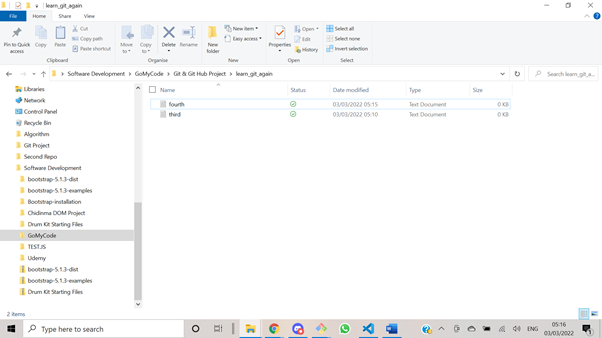 learn_git_again
File Home Share View
Pin to Quick access
Copy
Paste
Cut
Copy path
Paste shortcut
Clipboard
Move to
Copy to
Delete
Rename
Organise
New folder
New item
Easy access
New
Properties
Open
Edit
History
Open
Select all
Select none
Invert selection
Select
Software Development > GoMyCode > Git & Git Hub Project > learn_git_again
Search learn_git_a...
Libraries
Network
Control Panel
Recycle Bin
Algorithm
Git Project
Second Repo
Software Development
bootstrap-5.1.3-dist
bootstrap-5.1.3-examples
Bootstrap-installation
Chidinma DOM Project
Drum Kit Starting Files
GoMyCode
TEST.JS
Udemy
bootstrap-5.1.3-dist
bootstrap-5.1.3-examples
Drum Kit Starting Files
Name Status Date modified Type Size
fourth 03/03/2022 05:15 Text Document 0 KB
third 03/03/2022 05:10 Text Document 0 KB
2 items
Type here to search
ENG
05:16
03/03/2022